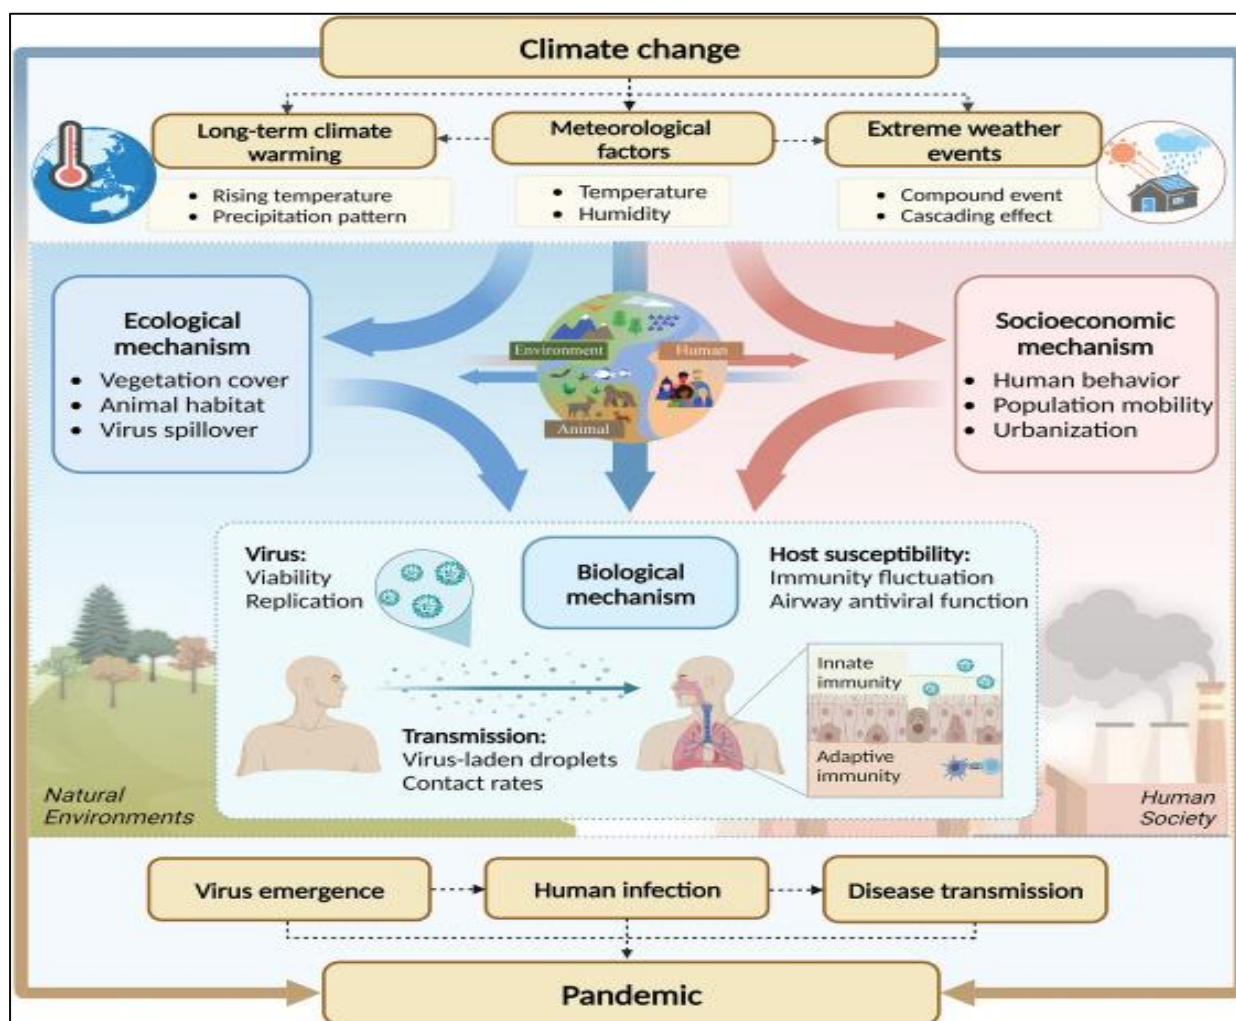 Climate change
Long-term climate
warming
Meteorological
factors
Extreme weather
events
• Rising temperature
• Precipitation pattern
• Temperature
• Humidity
• Compound event
• Cascading effect
Ecological
mechanism
• Vegetation cover
• Animal habitat
• Virus spillover
Environment
Human
Animal
Socioeconomic
mechanism
• Human behavior
• Population mobility
• Urbanization
Virus:
Viability
Replication
Biological
mechanism
Host susceptibility:
Immunity fluctuation
Airway antiviral function
Transmission:
Virus-laden droplets
Contact rates
Innate
immunity
Adaptive
immunity
Natural
Environments
Human
Society
Virus emergence
Human infection
Disease transmission
Pandemic